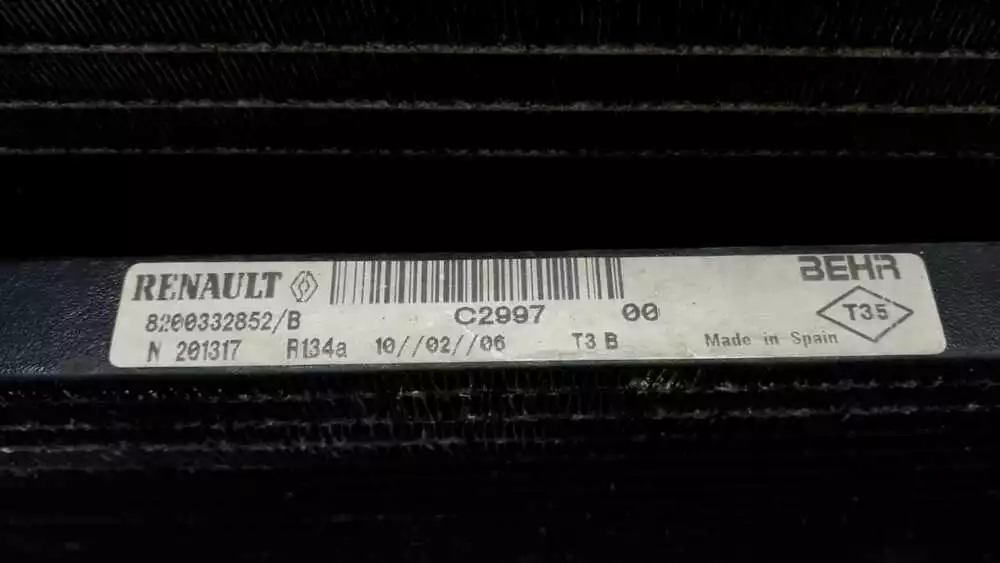 RENAULT BEHR
8200332852/B C2997 00 T35
N 201317 R134a 10//02//06 T3 B Made in Spain